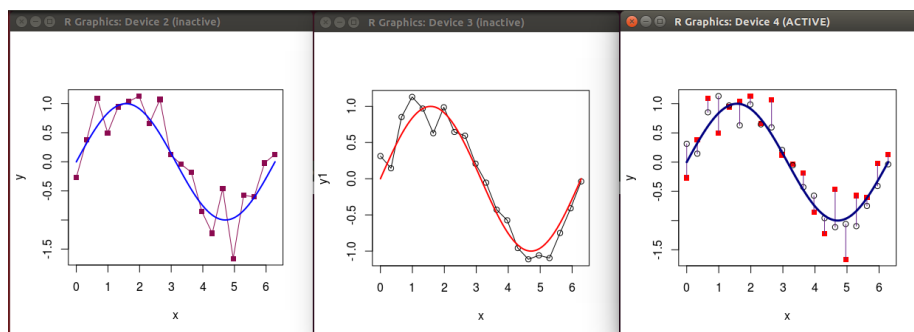 R Graphics: Device 2 (inactive)
y
1.0
0.5
0.0
-0.5
-1.5
0 1 2 3 4 5 6
x
R Graphics: Device 3 (inactive)
y1
1.0
0.5
0.0
-0.5
-1.0
0 1 2 3 4 5 6
x
R Graphics: Device 4 (ACTIVE)
y
1.0
0.5
0.0
-0.5
-1.5
0 1 2 3 4 5 6
x